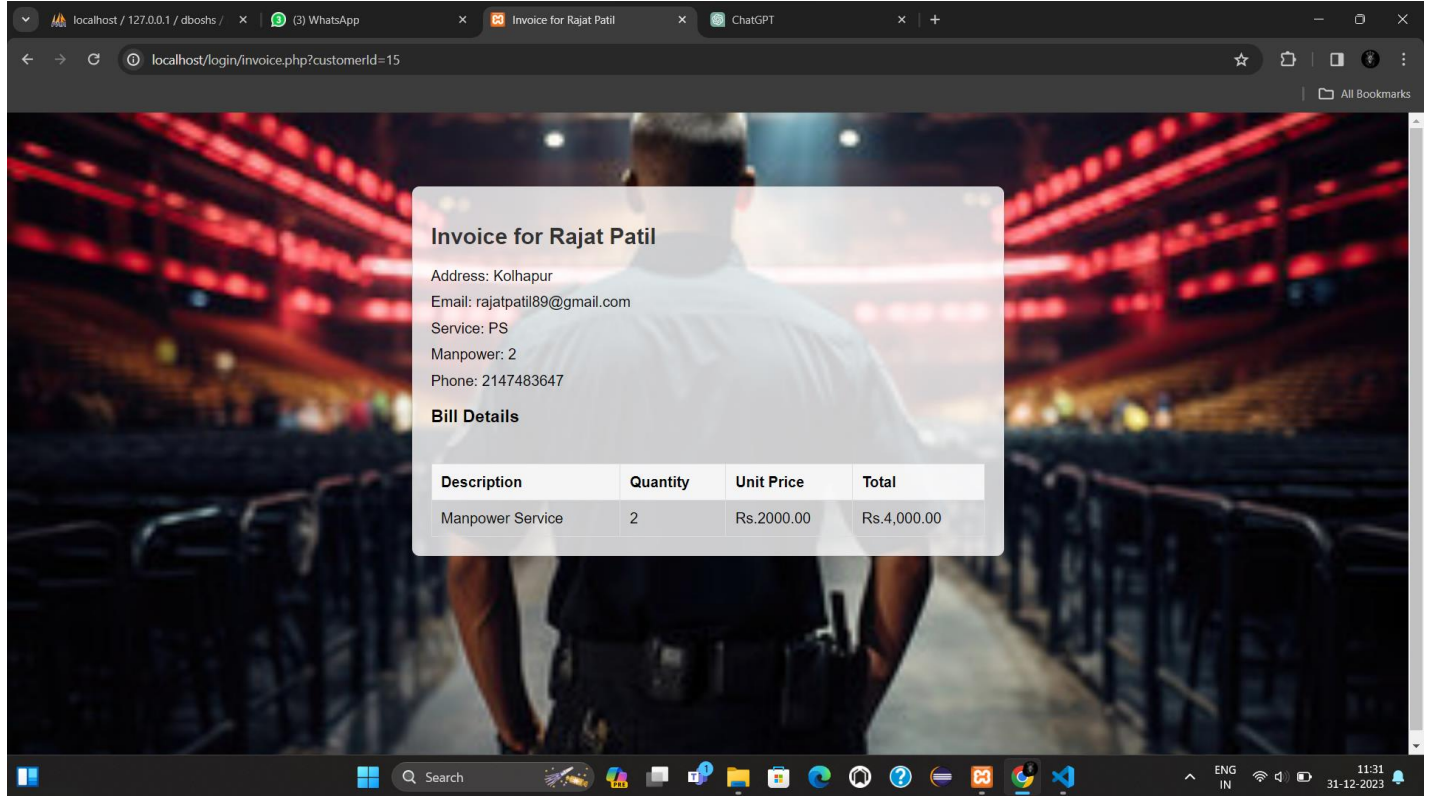 localhost / 127.0.0.1 / dboshs /
(3) WhatsApp
Invoice for Rajat Patil
ChatGPT
localhost/login/invoice.php?customerId=15
All Bookmarks
Invoice for Rajat Patil
Address: Kolhapur
Email: rajatpatil89@gmail.com
Service: PS
Manpower: 2
Phone: 2147483647
Bill Details
Description Quantity Unit Price Total
Manpower Service 2 Rs.2000.00 Rs.4,000.00
Search
PRE
1
ENG
IN
11:31
31-12-2023